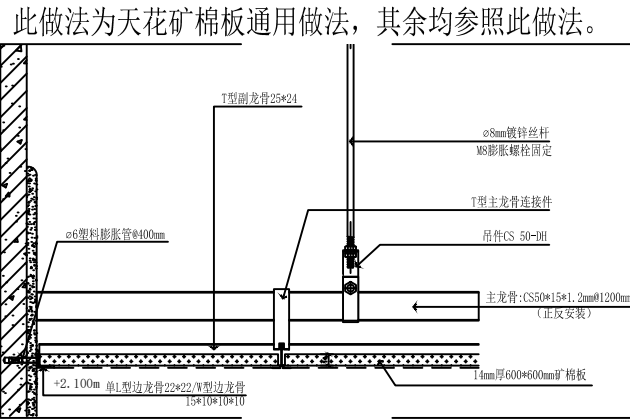 此做法为天花矿棉板通用做法，其余均参照此做法。
T型副龙骨25*24
ø8mm镀锌丝杆
M8膨胀螺栓固定
T型主龙骨连接件
ø6塑料膨胀管@400mm
吊件CS 50-DH
主龙骨:CS50*15*1.2mm@1200mm
（正反安装）
14mm厚600*600mm矿棉板
+2.100m
单L型边龙骨22*22/W型边龙骨
15*10*10*10